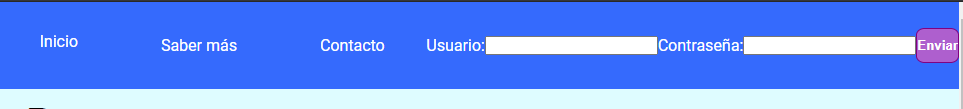 Inicio
Saber más
Contacto
Usuario:
Contraseña:
Enviar